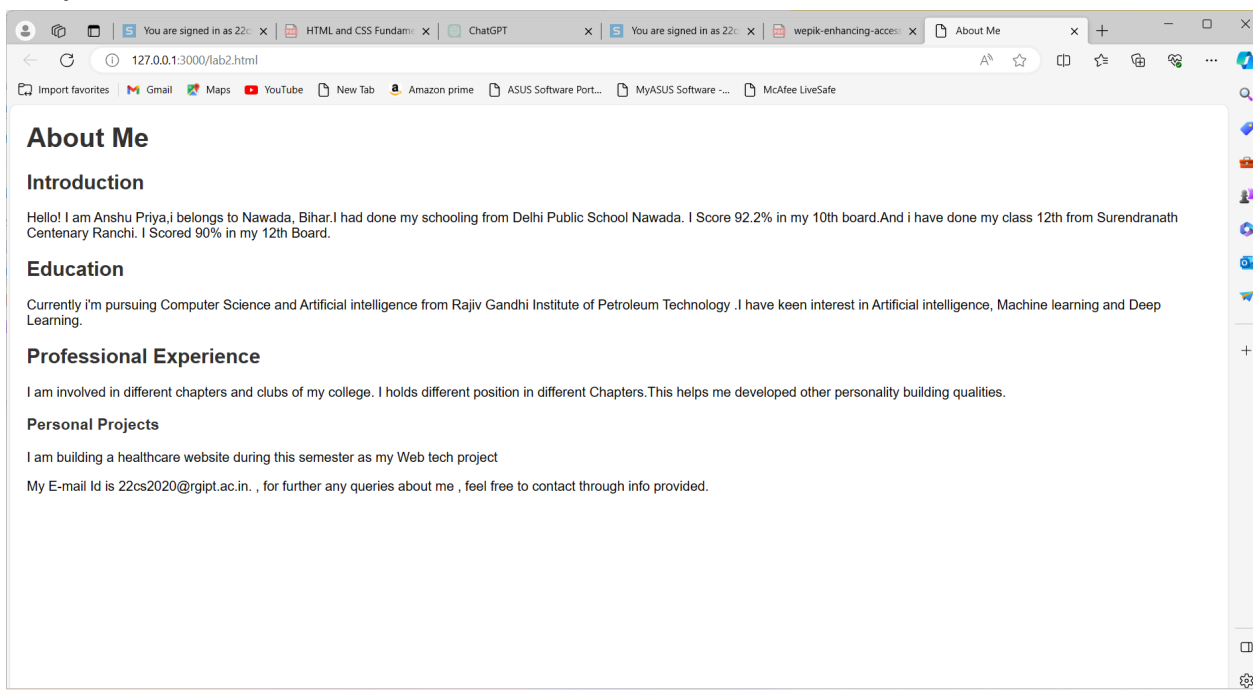 You are signed in as 22c
HTML and CSS Fundame
ChatGPT
You are signed in as 22c
wepik-enhancing-access
About Me
127.0.0.1:3000/lab2.html
Import favorites
Gmail
Maps
YouTube
New Tab
Amazon prime
ASUS Software Port...
MyASUS Software -...
McAfee LiveSafe
About Me
Introduction
Hello! I am Anshu Priya,i belongs to Nawada, Bihar.I had done my schooling from Delhi Public School Nawada. I Score 92.2% in my 10th board.And i have done my class 12th from Surendranath
Centenary Ranchi. I Scored 90% in my 12th Board.
Education
Currently i'm pursuing Computer Science and Artificial intelligence from Rajiv Gandhi Institute of Petroleum Technology .I have keen interest in Artificial intelligence, Machine learning and Deep
Learning.
Professional Experience
I am involved in different chapters and clubs of my college. I holds different position in different Chapters.This helps me developed other personality building qualities.
Personal Projects
I am building a healthcare website during this semester as my Web tech project
My E-mail Id is 22cs2020@rgipt.ac.in. , for further any queries about me , feel free to contact through info provided.